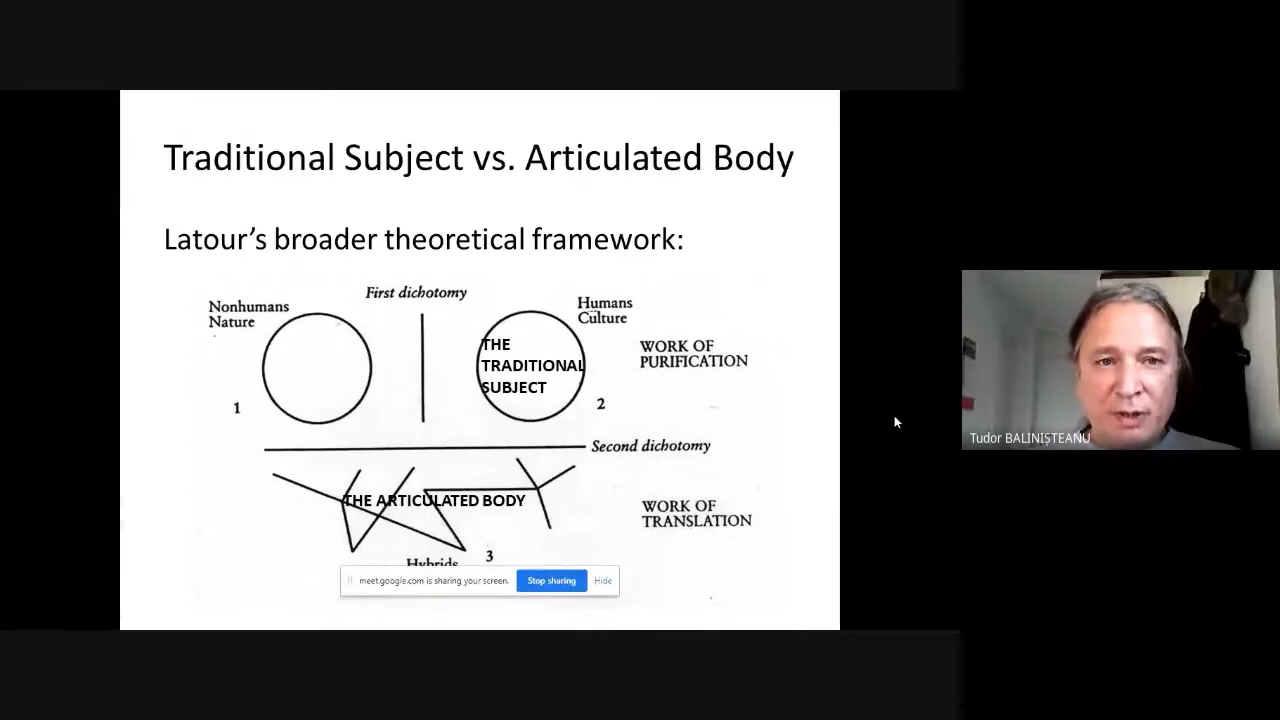 Traditional Subject vs. Articulated Body
Latour’s broader theoretical framework:
First dichotomy
Nonhumans
Nature
Humans
Culture
THE
TRADITIONAL
SUBJECT
WORK OF
PURIFICATION
1
2
Second dichotomy
THE ARTICULATED BODY
WORK OF
TRANSLATION
Hybrids
3
meet.google.com is sharing your screen.
Stop sharing
Hide
Tudor BALINIȘTEANU